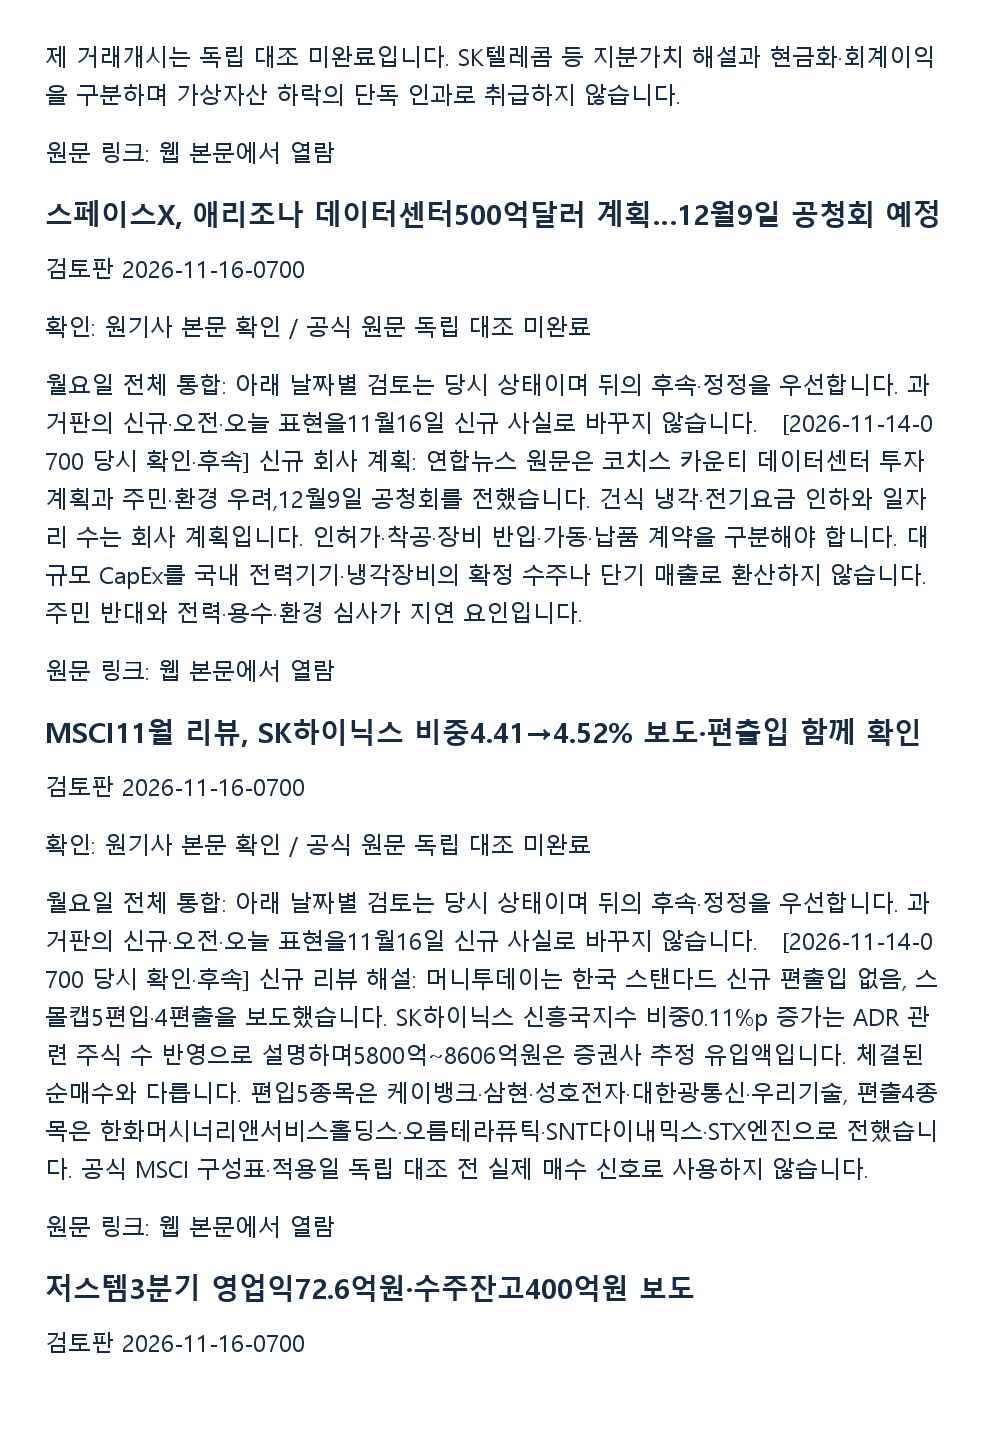 제 거래개시는 독립 대조 미완료입니다. SK텔레콤 등 지분가치 해설과 현금화·회계이익
을 구분하며 가상자산 하락의 단독 인과로 취급하지 않습니다.
원문 링크: 웹 본문에서 열람
스페이스X, 애리조나 데이터센터500억달러 계획…12월9일 공청회 예정
검토판 2026-11-16-0700
확인: 원기사 본문 확인 / 공식 원문 독립 대조 미완료
월요일 전체 통합: 아래 날짜별 검토는 당시 상태이며 뒤의 후속·정정을 우선합니다. 과
거판의 신규·오전·오늘 표현을11월16일 신규 사실로 바꾸지 않습니다. [2026-11-14-0
700 당시 확인·후속] 신규 회사 계획: 연합뉴스 원문은 코치스 카운티 데이터센터 투자
계획과 주민·환경 우려,12월9일 공청회를 전했습니다. 건식 냉각·전기요금 인하와 일자
리 수는 회사 계획입니다. 인허가·착공·장비 반입·가동·납품 계약을 구분해야 합니다. 대
규모 CapEx를 국내 전력기기·냉각장비의 확정 수주나 단기 매출로 환산하지 않습니다.
주민 반대와 전력·용수·환경 심사가 지연 요인입니다.
원문 링크: 웹 본문에서 열람
MSCI11월 리뷰, SK하이닉스 비중4.41→4.52% 보도·편출입 함께 확인
검토판 2026-11-16-0700
확인: 원기사 본문 확인 / 공식 원문 독립 대조 미완료
월요일 전체 통합: 아래 날짜별 검토는 당시 상태이며 뒤의 후속·정정을 우선합니다. 과
거판의 신규·오전·오늘 표현을11월16일 신규 사실로 바꾸지 않습니다. [2026-11-14-0
700 당시 확인·후속] 신규 리뷰 해설: 머니투데이는 한국 스탠다드 신규 편출입 없음, 스
몰캡5편입·4편출을 보도했습니다. SK하이닉스 신흥국지수 비중0.11%p 증가는 ADR 관
련 주식 수 반영으로 설명하며5800억~8606억원은 증권사 추정 유입액입니다. 체결된
순매수와 다릅니다. 편입5종목은 케이뱅크·삼현·성호전자·대한광통신·우리기술, 편출4종
목은 한화머시너리앤서비스홀딩스·오름테라퓨틱·SNT다이내믹스·STX엔진으로 전했습니
다. 공식 MSCI 구성표·적용일 독립 대조 전 실제 매수 신호로 사용하지 않습니다.
원문 링크: 웹 본문에서 열람
저스템3분기 영업익72.6억원·수주잔고400억원 보도
검토판 2026-11-16-0700